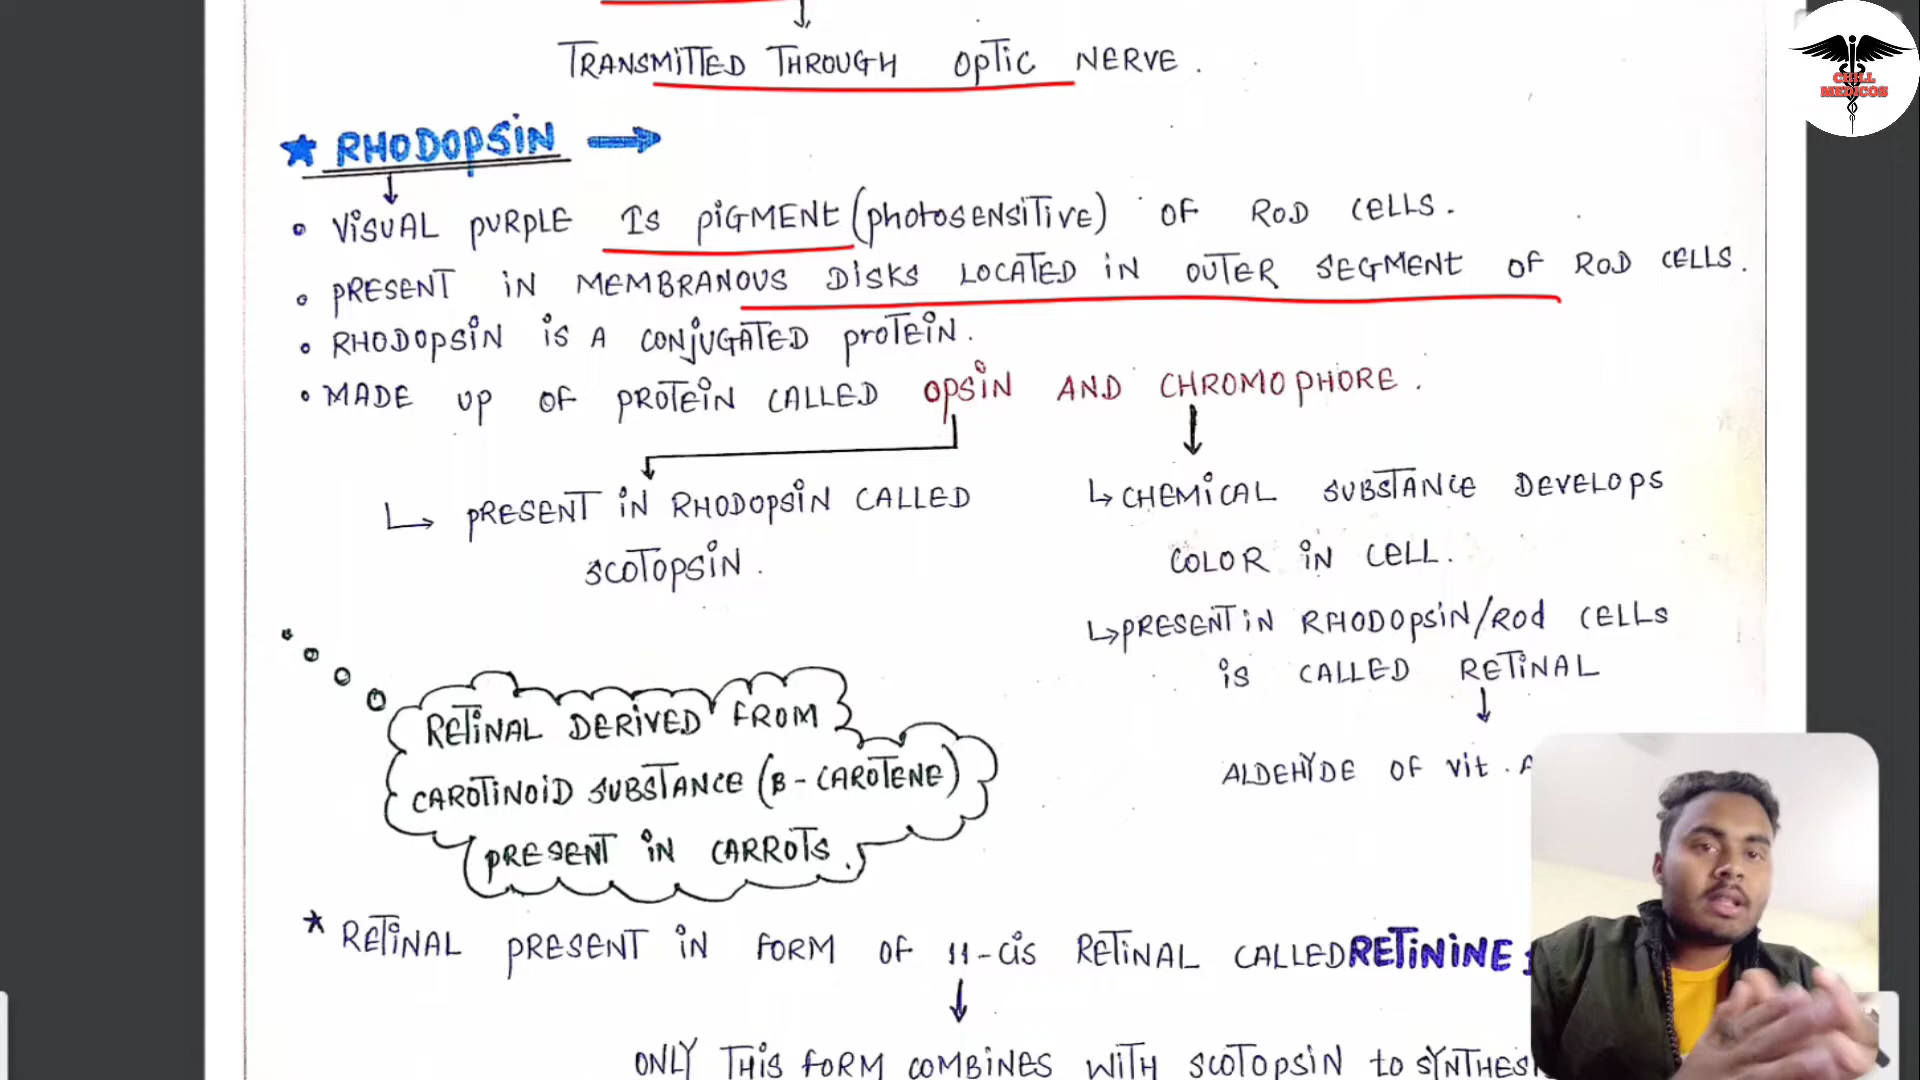 TRANSMITTED THROUGH OPTIC NERVE.
CHILL
MEDICOS
★ RHODOPSIN →
• VISUAL PURPLE IS PIGMENT (PHOTOSENSITIVE) OF ROD CELLS.
• PRESENT IN MEMBRANOUS DISKS LOCATED IN OUTER SEGMENT OF ROD CELLS.
• RHODOPSIN IS A CONJUGATED PROTEIN.
• MADE UP OF PROTEIN CALLED OPSIN AND CHROMOPHORE.
↳ PRESENT IN RHODOPSIN CALLED
SCOTOPSIN.
↳ CHEMICAL SUBSTANCE DEVELOPS
COLOR IN CELL.
↳ PRESENT IN RHODOPSIN/ROD CELLS
IS CALLED RETINAL
ALDEHYDE OF VIT.
RETINAL DERIVED FROM
CAROTINOID SUBSTANCE (B-CAROTENE)
PRESENT IN CARROTS.
★ RETINAL PRESENT IN FORM OF 11-CIS RETINAL CALLED RETININE
ONLY THIS FORM COMBINES WITH SCOTOPSIN TO